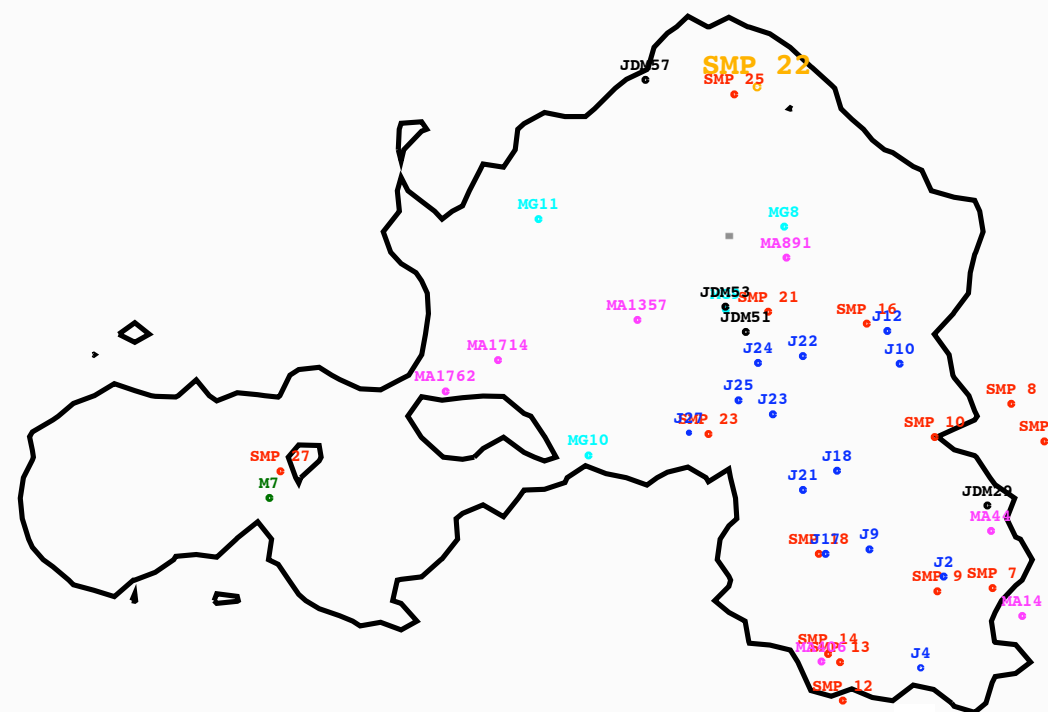 JDM57
SMP 22
SMP 25
MG11
MG8
MA891
JDM53
SMP 21
MA1357
SMP 16
JDM51
J12
MA1714
J24
J22
J10
MA1762
J25
J23
SMP 8
SMP 23
SMP 10
SMP
MG10
SMP 27
J18
M7
J21
JDM29
MA44
J9
J2
SMP 9
SMP 7
MA14
SMP 14
SMP 13
J4
SMP 12